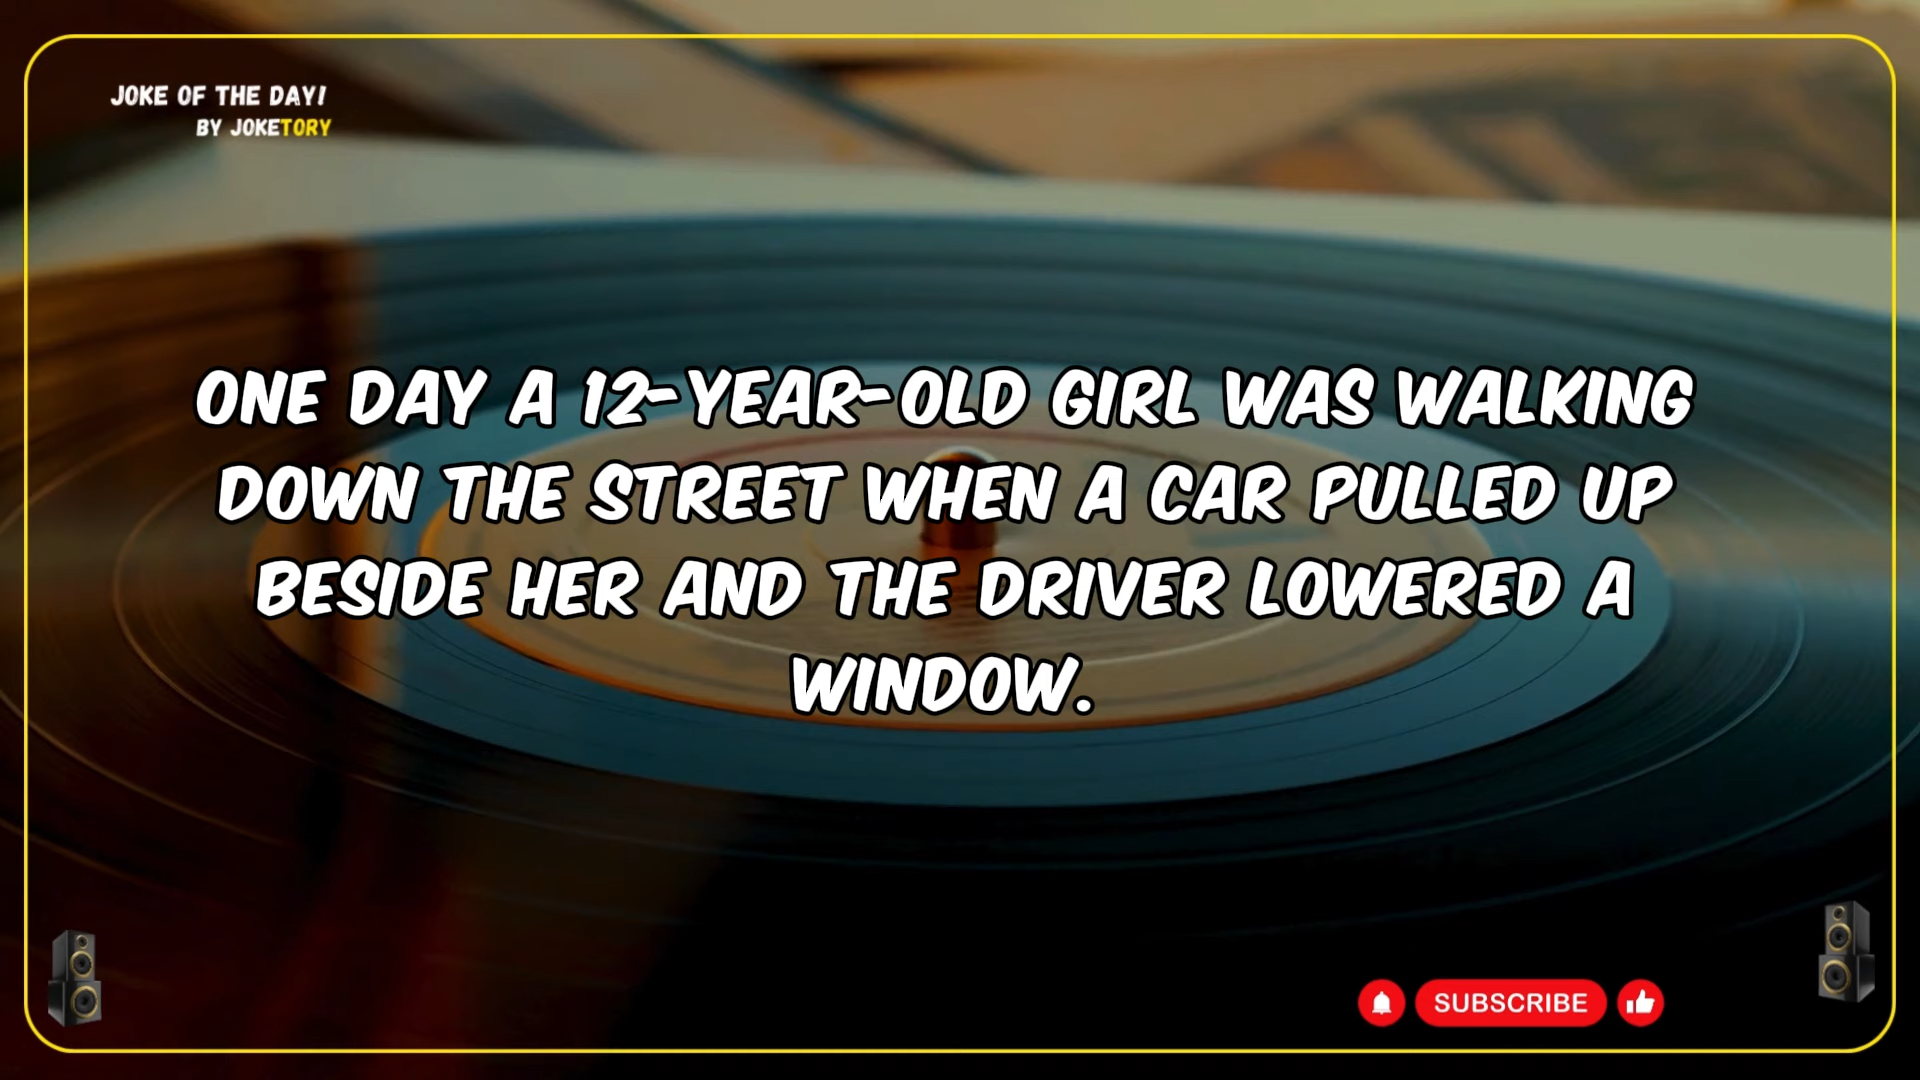 JOKE OF THE DAY!
BY JOKETORY
ONE DAY A 12-YEAR-OLD GIRL WAS WALKING
DOWN THE STREET WHEN A CAR PULLED UP
BESIDE HER AND THE DRIVER LOWERED A
WINDOW.
SUBSCRIBE